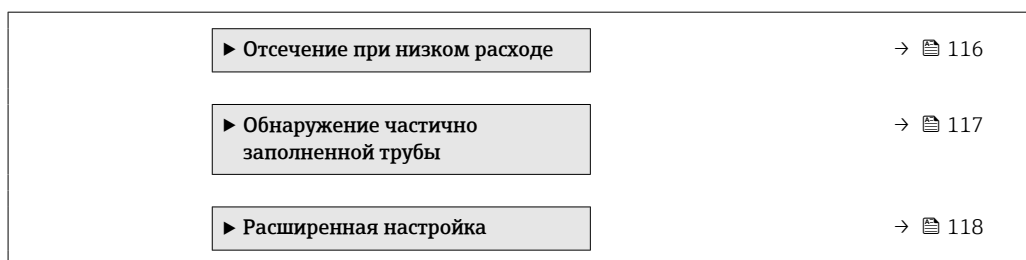 ▶ Отсечение при низком расходе → 116
▶ Обнаружение частично → 117
заполненной трубы
▶ Расширенная настройка → 118